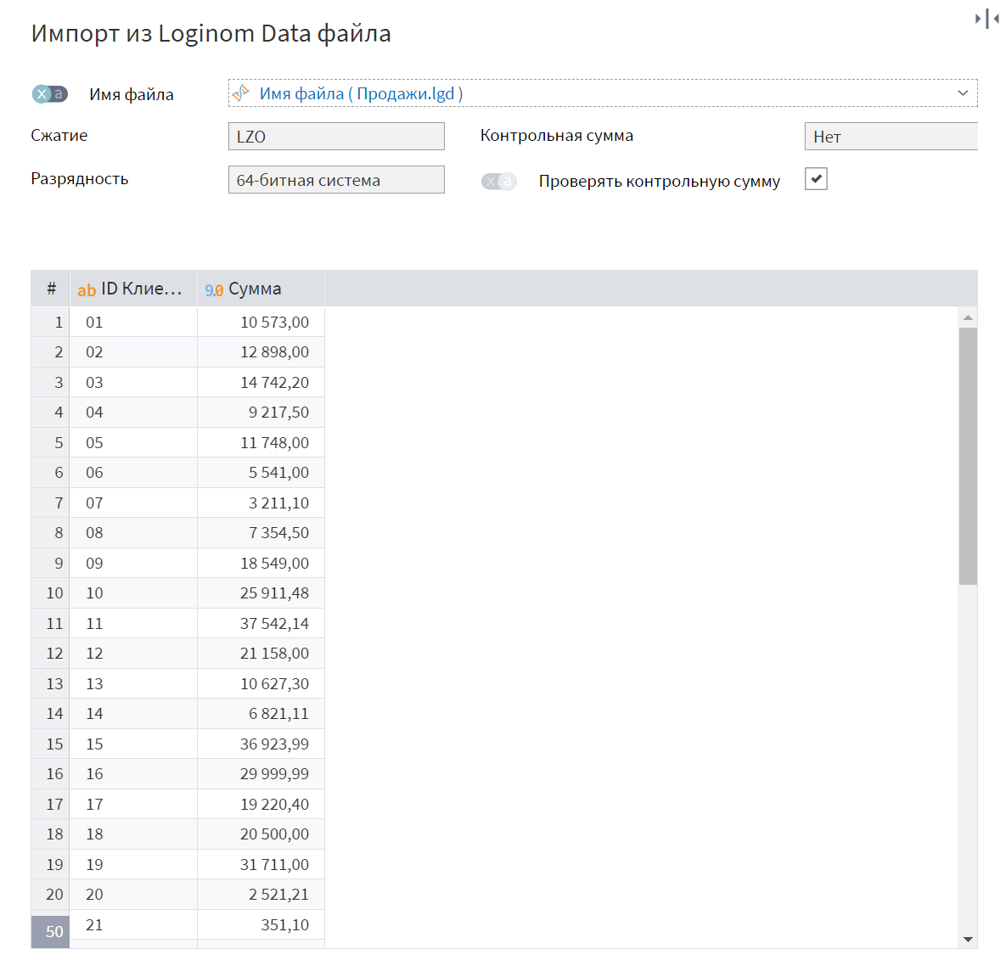 Импорт из Loginom Data файла
x a Имя файла Имя файла ( Продажи.lgd )
Сжатие LZO Контрольная сумма Нет
Разрядность 64-битная система x a Проверять контрольную сумму
# ab ID Клие... 9.0 Сумма
1 01 10 573,00
2 02 12 898,00
3 03 14 742,20
4 04 9 217,50
5 05 11 748,00
6 06 5 541,00
7 07 3 211,10
8 08 7 354,50
9 09 18 549,00
10 10 25 911,48
11 11 37 542,14
12 12 21 158,00
13 13 10 627,30
14 14 6 821,11
15 15 36 923,99
16 16 29 999,99
17 17 19 220,40
18 18 20 500,00
19 19 31 711,00
20 20 2 521,21
50 21 351,10